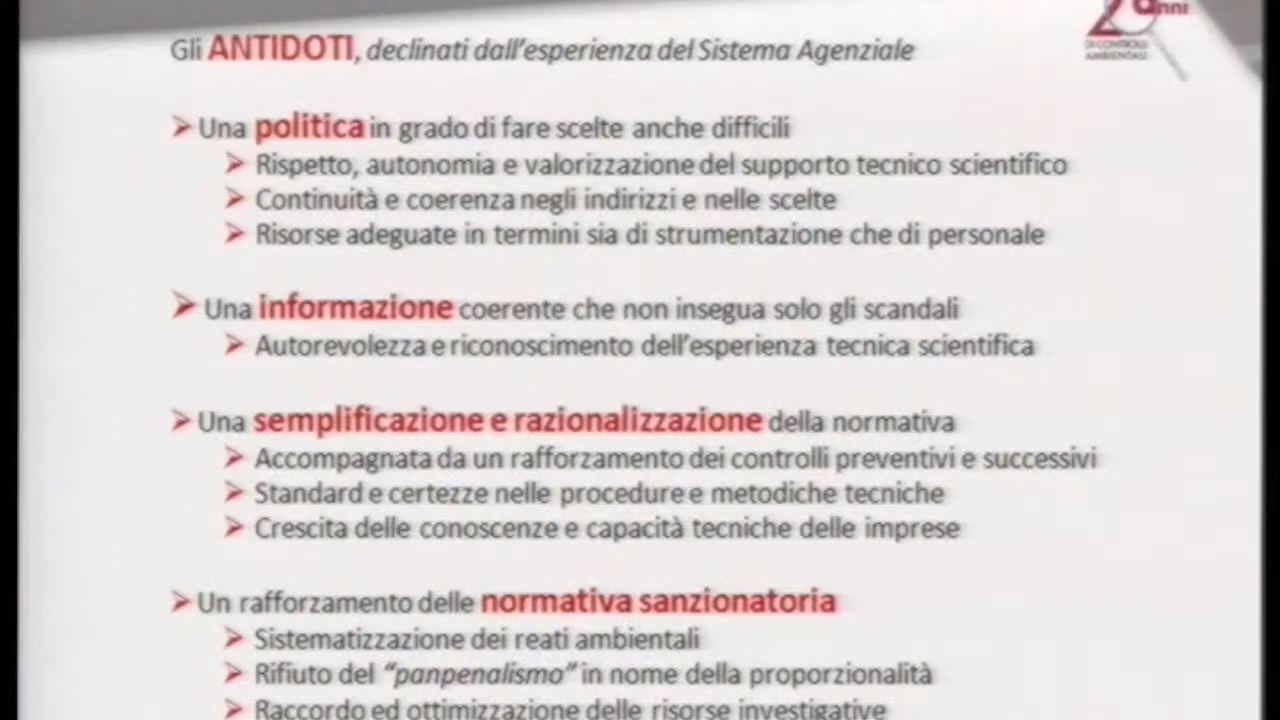 20 anni
DI CONTROLLI
AMBIENTALI
Gli ANTIDOTI, declinati dall'esperienza del Sistema Agenziale
Una politica in grado di fare scelte anche difficili
Rispetto, autonomia e valorizzazione del supporto tecnico scientifico
Continuità e coerenza negli indirizzi e nelle scelte
Risorse adeguate in termini sia di strumentazione che di personale
Una informazione coerente che non insegua solo gli scandali
Autorevolezza e riconoscimento dell'esperienza tecnica scientifica
Una semplificazione e razionalizzazione della normativa
Accompagnata da un rafforzamento dei controlli preventivi e successivi
Standard e certezze nelle procedure e metodiche tecniche
Crescita delle conoscenze e capacità tecniche delle imprese
Un rafforzamento delle normativa sanzionatoria
Sistematizzazione dei reati ambientali
Rifiuto del "panpenalismo" in nome della proporzionalità
Raccordo ed ottimizzazione delle risorse investigative